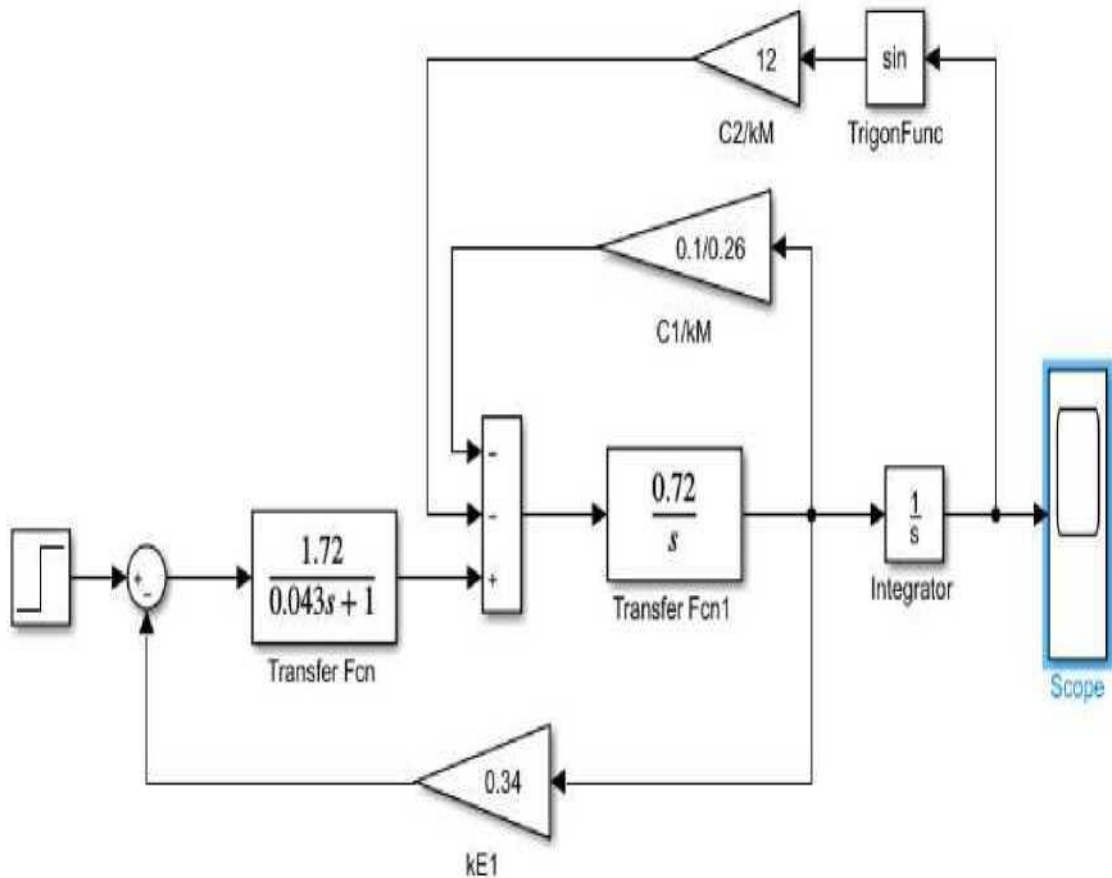 12
sin
C2/kM
TrigonFunc
0.1/0.26
C1/kM
−
−
+
0.72
s
Transfer Fcn1
1
s
Integrator
Scope
+
−
1.72
0.043s + 1
Transfer Fcn
0.34
kE1